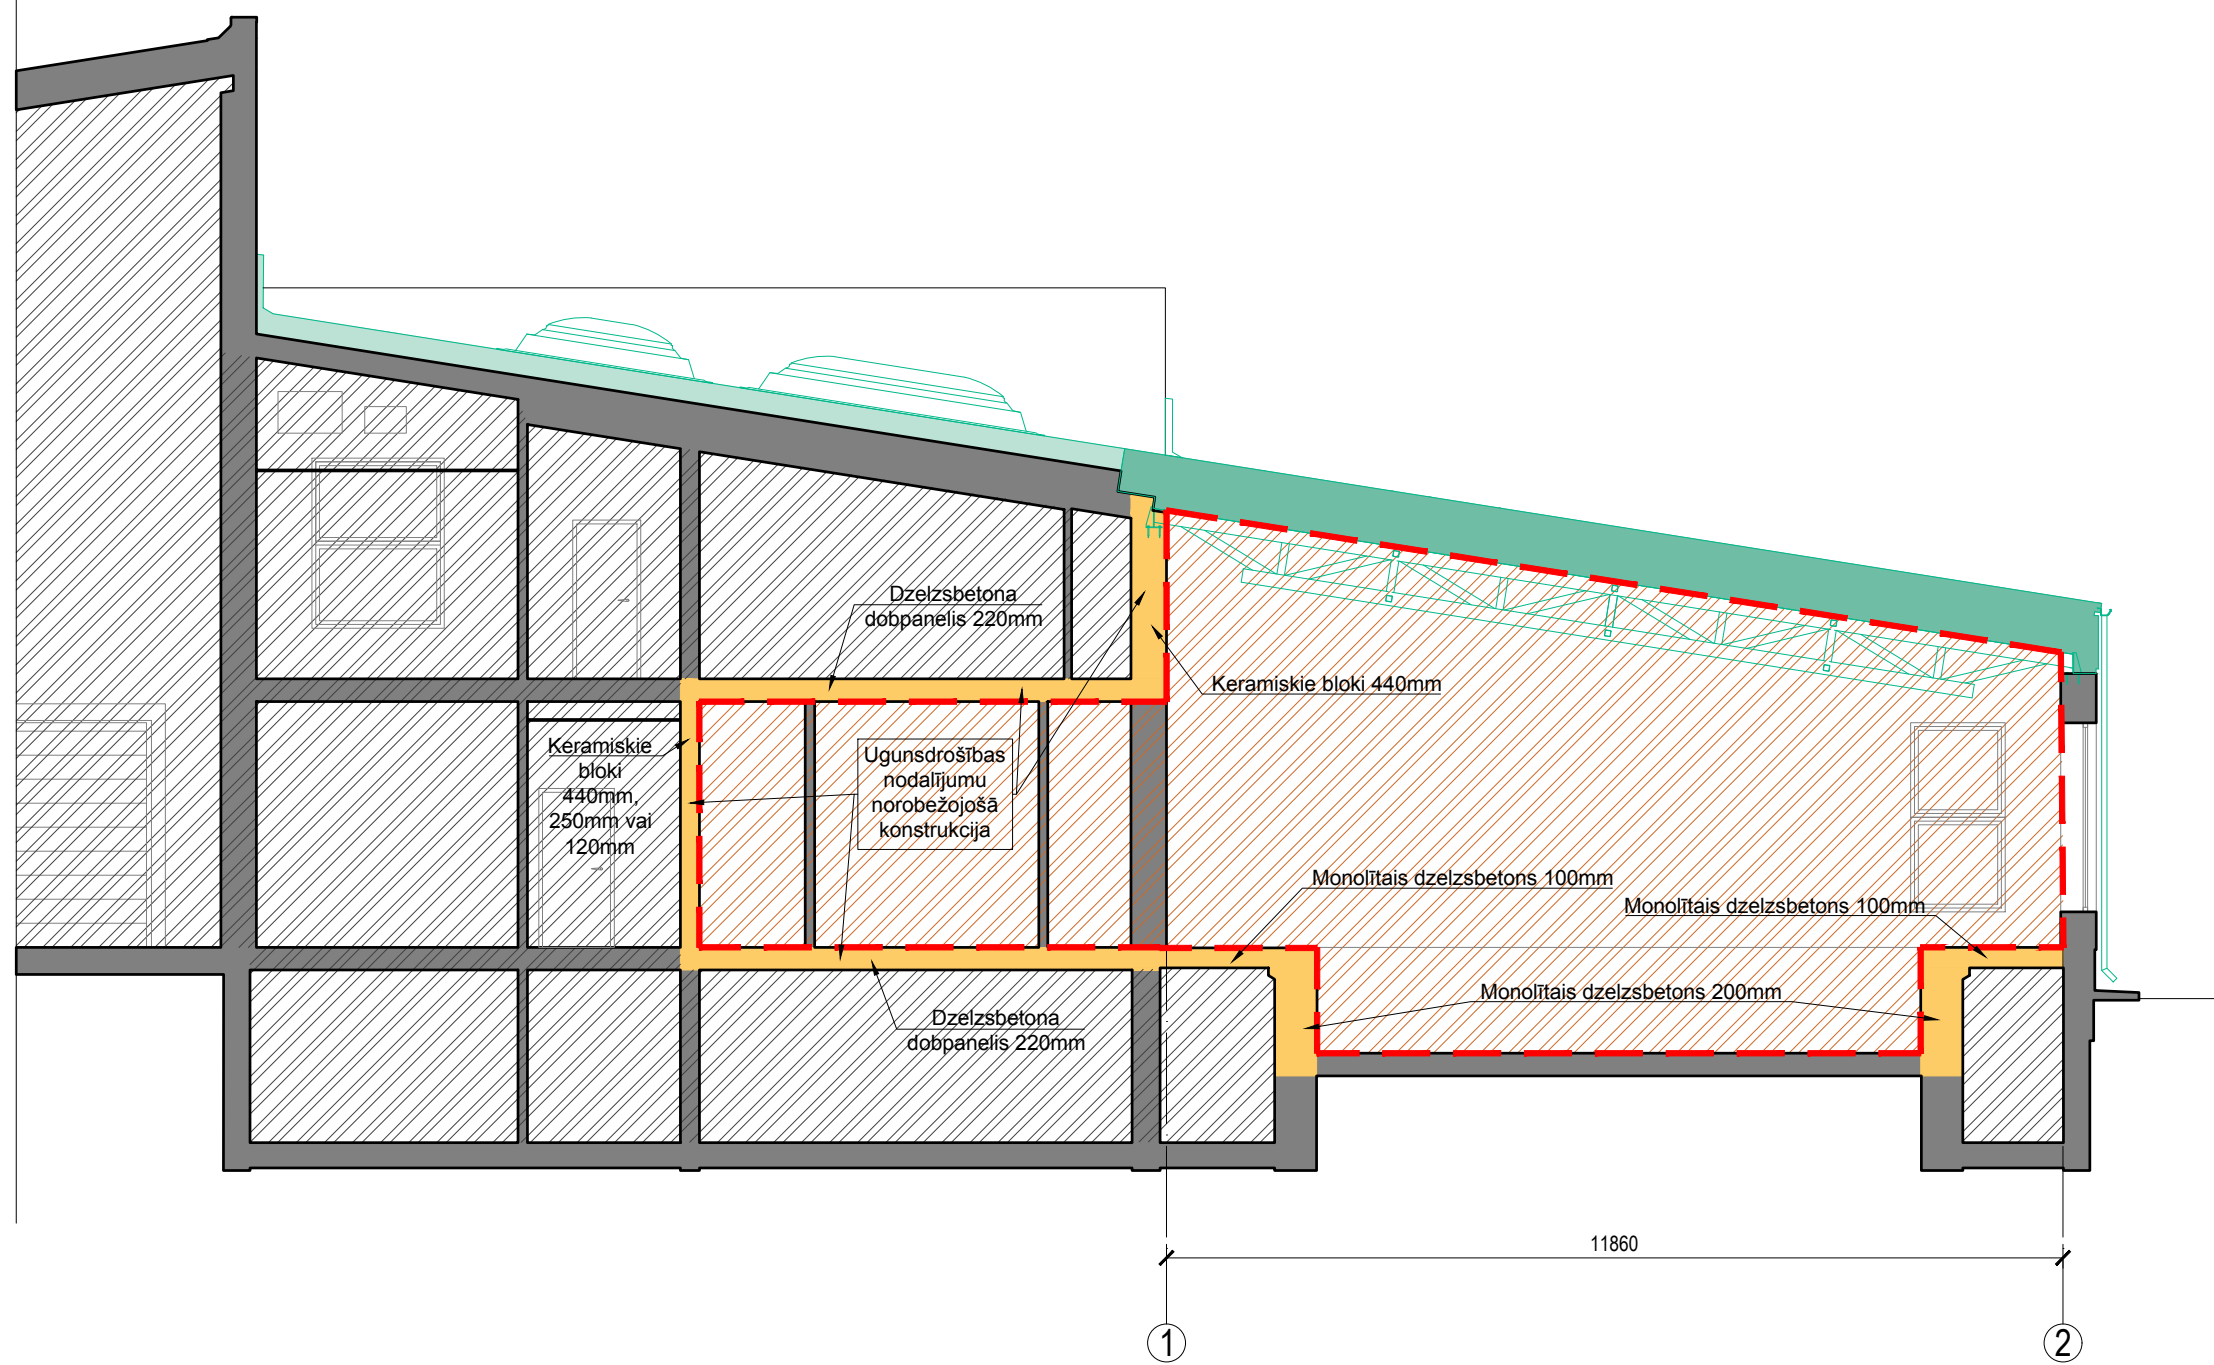 Dzelzsbetona
dobpanelis 220mm
Keramiskie bloki 440mm
Keramiskie
bloki
440mm,
250mm vai
120mm
Ugunsdrošības
nodalījumu
norobežojošā
konstrukcija
Monolītais dzelzsbetons 100mm
Monolītais dzelzsbetons 100mm
Monolītais dzelzsbetons 200mm
Dzelzsbetona
dobpanelis 220mm
11860
1
2